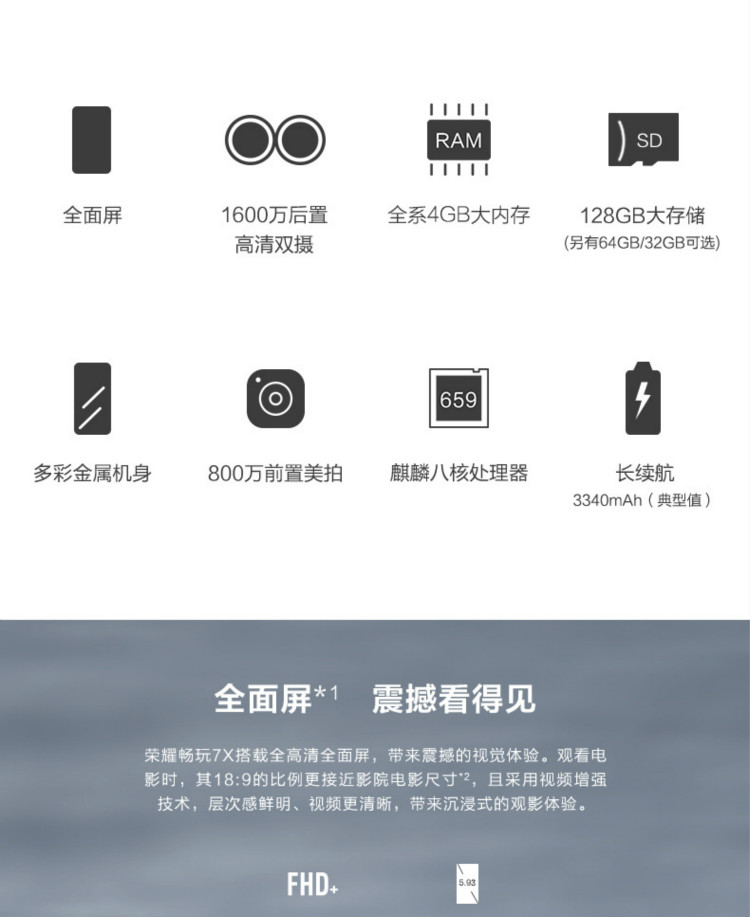 RAM
SD
全面屏
1600万后置
高清双摄
全系4GB大内存
128GB大存储
(另有64GB/32GB可选)
659
多彩金属机身
800万前置美拍
麒麟八核处理器
长续航
3340mAh（典型值）
全面屏*1 震撼看得见
荣耀畅玩7X搭载全高清全面屏，带来震撼的视觉体验。观看电
影时，其18:9的比例更接近影院电影尺寸*2，且采用视频增强
技术，层次感鲜明、视频更清晰，带来沉浸式的观影体验。
FHD+
5.93